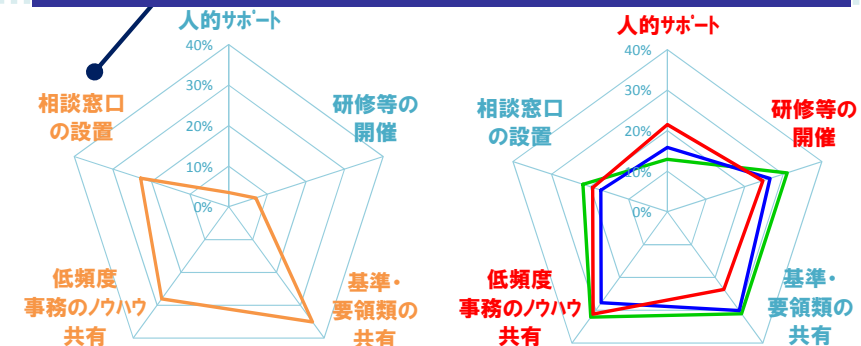 人的サポート
40%
30%
20%
10%
0%
相談窓口
の設置
研修等の
開催
低頻度
事務のノウハウ
共有
基準・
要領類の
共有
人的サポート
40%
30%
20%
10%
0%
相談窓口
の設置
研修等の
開催
低頻度
事務のノウハウ
共有
基準・
要領類の
共有